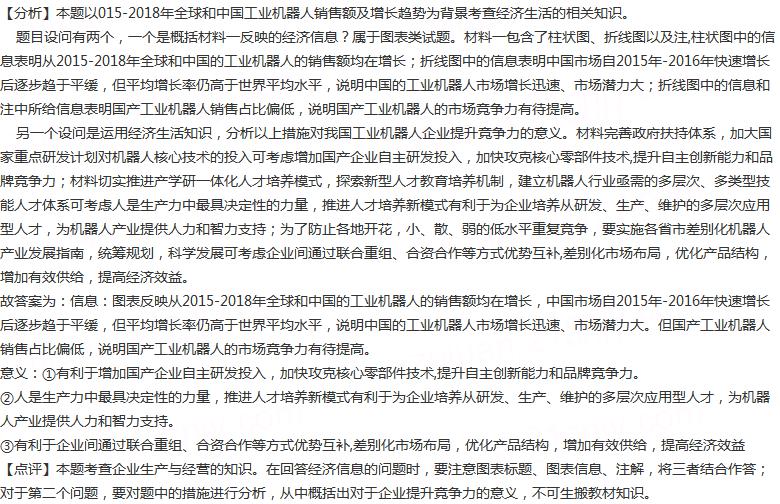 【分析】本题以015-2018年全球和中国工业机器人销售额及增长趋势为背景考查经济生活的相关知识。
题目设问有两个，一个是概括材料一反映的经济信息？属于图表类试题。材料一包含了柱状图、折线图以及注,柱状图中的信
息表明从2015-2018年全球和中国的工业机器人的销售额均在增长；折线图中的信息表明中国市场自2015年-2016年快速增长
后逐步趋于平缓，但平均增长率仍高于世界平均水平，说明中国的工业机器人市场增长迅速、市场潜力大；折线图中的信息和
注中所给信息表明国产工业机器人销售占比偏低，说明国产工业机器人的市场竞争力有待提高。
另一个设问是运用经济生活知识，分析以上措施对我国工业机器人企业提升竞争力的意义。材料完善政府扶持体系，加大国
家重点研发计划对机器人核心技术的投入可考虑增加国产企业自主研发投入，加快攻克核心零部件技术,提升自主创新能力和品
牌竞争力；材料切实推进产学研一体化人才培养模式，探索新型人才教育培养机制，建立机器人行业亟需的多层次、多类型技
能人才体系可考虑人是生产力中最具决定性的力量，推进人才培养新模式有利于为企业培养从研发、生产、维护的多层次应用
型人才，为机器人产业提供人力和智力支持；为了防止各地开花，小、散、弱的低水平重复竞争，要实施各省市差别化机器人
产业发展指南，统筹规划，科学发展可考虑企业间通过联合重组、合资合作等方式优势互补,差别化市场布局，优化产品结构，
增加有效供给，提高经济效益。
故答案为：信息：图表反映从2015-2018年全球和中国的工业机器人的销售额均在增长，中国市场自2015年-2016年快速增长
后逐步趋于平缓，但平均增长率仍高于世界平均水平，说明中国的工业机器人市场增长迅速、市场潜力大。但国产工业机器人
销售占比偏低，说明国产工业机器人的市场竞争力有待提高。
意义：①有利于增加国产企业自主研发投入，加快攻克核心零部件技术,提升自主创新能力和品牌竞争力。
②人是生产力中最具决定性的力量，推进人才培养新模式有利于为企业培养从研发、生产、维护的多层次应用型人才，为机器
人产业提供人力和智力支持。
③有利于企业间通过联合重组、合资合作等方式优势互补,差别化市场布局，优化产品结构，增加有效供给，提高经济效益
【点评】本题考查企业生产与经营的知识。在回答经济信息的问题时，要注意图表标题、图表信息、注解，将三者结合作答；
对于第二个问题，要对题中的措施进行分析，从中概括出对于企业提升竞争力的意义，不可生搬教材知识。